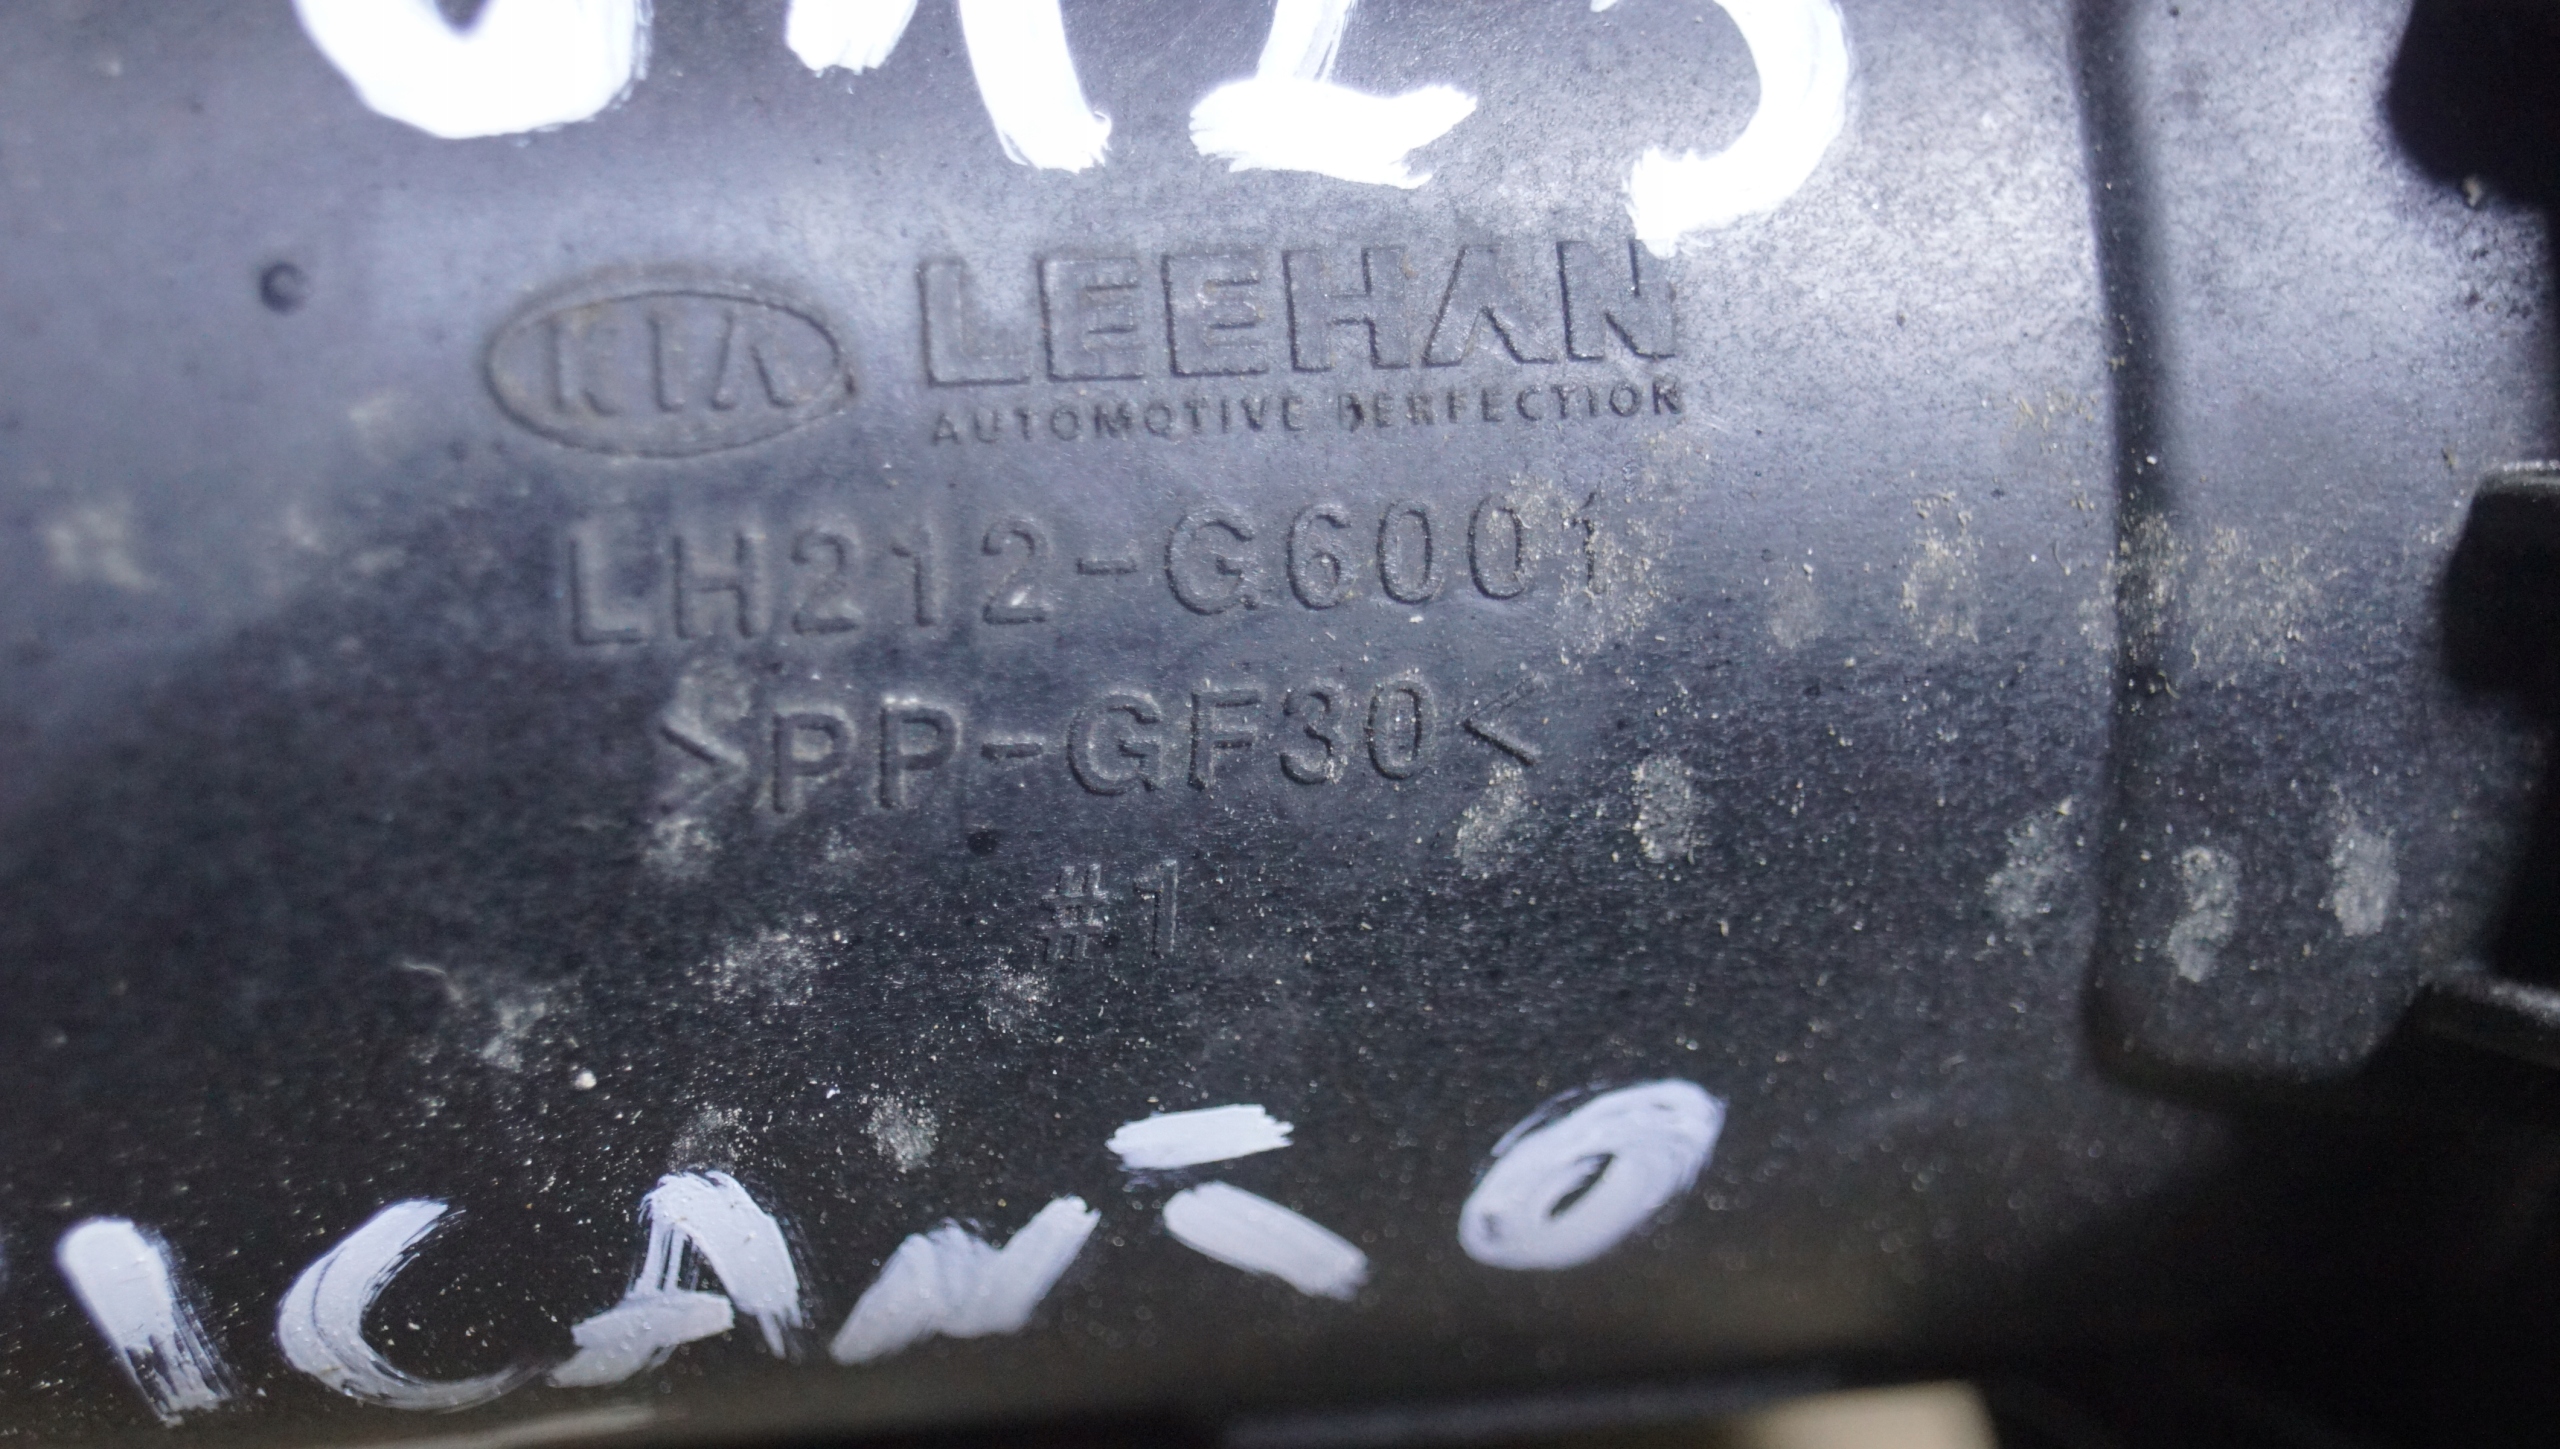 KIA LEEHAN
AUTOMOTIVE PERFECTION
LH212-G6001
>PP-GF30<
#1
ICANTO